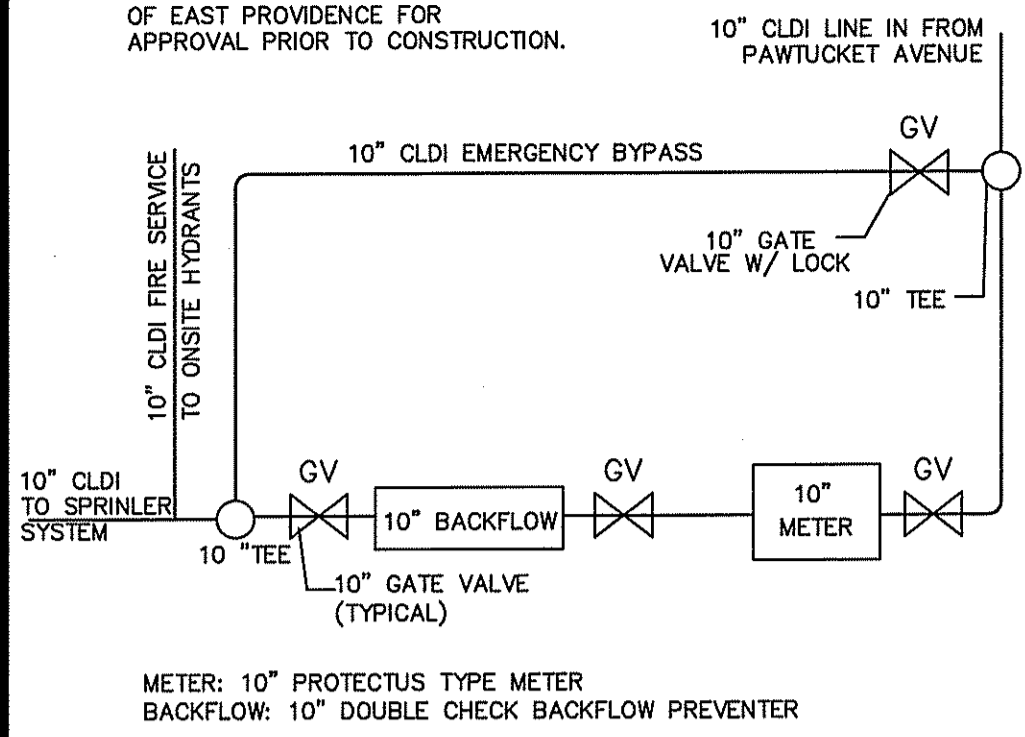 OF EAST PROVIDENCE FOR
APPROVAL PRIOR TO CONSTRUCTION.
10" CLDI LINE IN FROM
PAWTUCKET AVENUE
GV
10" CLDI EMERGENCY BYPASS
10" CLDI FIRE SERVICE
TO ONSITE HYDRANTS
10" GATE
VALVE W/ LOCK
10" TEE
10" CLDI
TO SPRINLER
SYSTEM
GV
GV
GV
10" BACKFLOW
10"
METER
10 "TEE
10" GATE VALVE
(TYPICAL)
METER: 10" PROTECTUS TYPE METER
BACKFLOW: 10" DOUBLE CHECK BACKFLOW PREVENTER